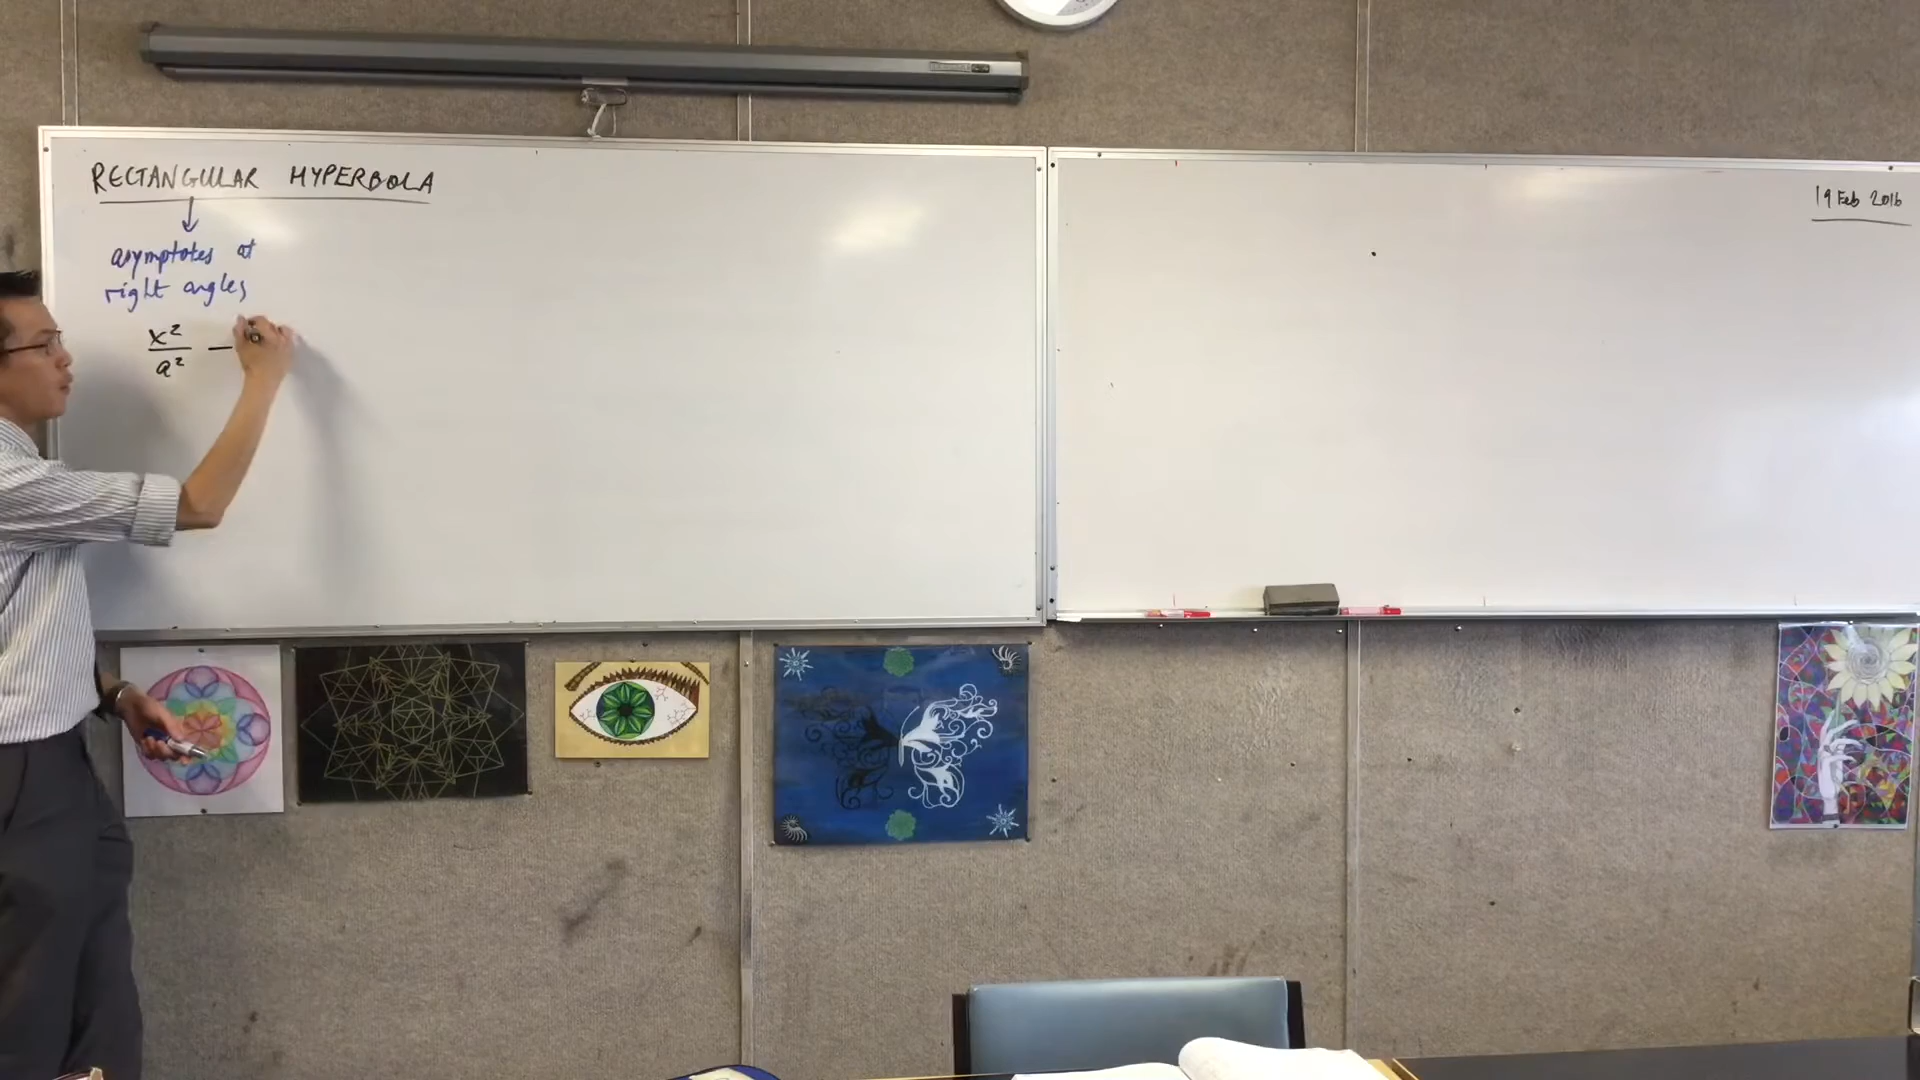 RECTANGULAR HYPERBOLA
asymptotes at
right angles
x²
a² —
19 Feb 2016